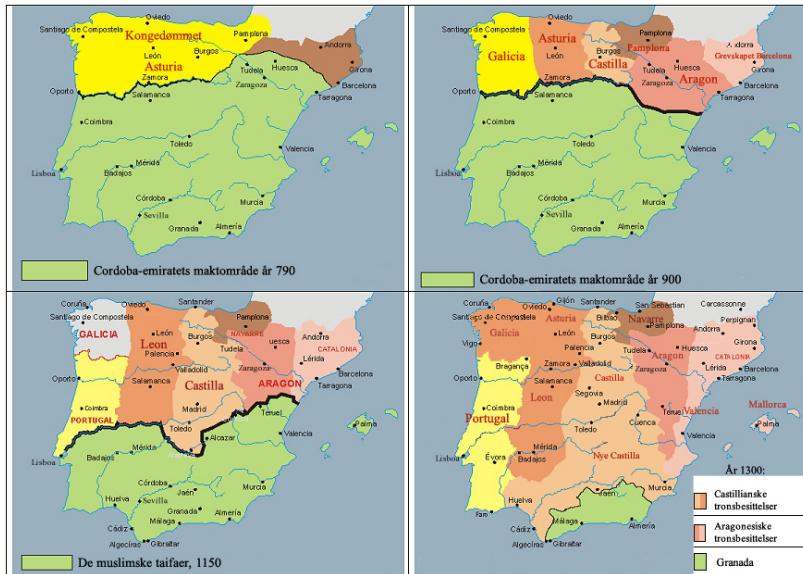 Oviedo
Santiago de Compostela
Kongedømmet
Pamplona
León
Burgos
Andorra
Asturia
Huesca
Girona
Zamora
Tudela
Oporto
Zaragoza
Barcelona
Salamanca
Tarragona
Coimbra
Toledo
Valencia
Lisboa
Mérida
Badajos
Córdoba
Murcia
Sevilla
Granada
Almería
Cordoba-emiratets maktområde år 790
Oviedo
Santiago de Compostela
Asturia
Pamplona
Burgos
Pamplona
Andorra
Galicia
León
Castilla
Huesca
Grevskapet Barcelona
Girona
Zamora
Tudela
Aragon
Oporto
Zaragoza
Barcelona
Salamanca
Tarragona
Coimbra
Toledo
Valencia
Lisboa
Mérida
Badajos
Córdoba
Murcia
Sevilla
Granada
Almería
Cordoba-emiratets maktområde år 900
Coruña
Oviedo
Santander
Santiago de Compostela
Pamplona
GALICIA
León
Burgos
NAVARRE
Andorra
Leon
Palencia
Tudela
uesca
CATALONIA
Lérida
Oporto
Valladolid
Zaragoza
Barcelona
Salamanca
Castilla
ARAGON
Tarragona
Coimbra
Madrid
Teruel
PORTUGAL
Toledo
Alcazar
Valencia
Palma
Lisboa
Mérida
Badajos
Córdoba
Jaén
Murcia
Huelva
Sevilla
Granada
Cádiz
Málaga
Almería
Algeciras
Gibraltar
De muslimske taifaer, 1150
Coruña
Gijón
Santander
San Sebastian
Carcassonne
Santiago de Compostela
Oviedo
Asturia
Bilbao
Navarre
Perpignan
Galicia
León
Burgos
Pamplona
Andorra
Vigo
Palencia
Tudela
Huesca
Girona
Bragança
Aragon
CATALONIA
Oporto
Zamora
Valladolid
Zaragoza
Lérida
Barcelona
Salamanca
Castilla
Tarragona
Leon
Segovia
Coimbra
Madrid
Teruel
Valencia
Mallorca
Portugal
Toledo
Cuenca
Palma
Valencia
Lisboa
Mérida
Nye Castilla
Évora
Badajos
År 1300:
Jaén
Murcia
Castillianske
tronsbesittelser
Fari
Huelva
Sevilla
Cádiz
Málaga
Almería
Aragonesiske
tronsbesittelser
Algeciras
Gibraltar
Granada